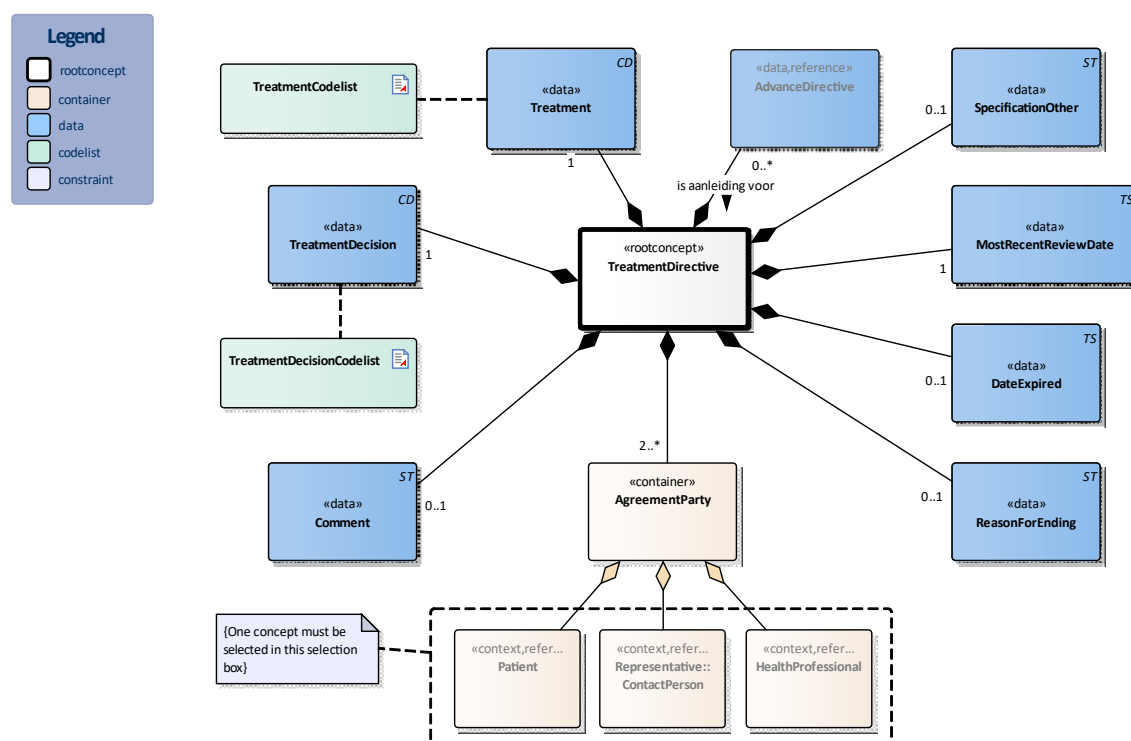 Legend
rootconcept
container
data
codelist
constraint
TreatmentCodelist
CD
«data»
Treatment
1
«data,reference»
AdvanceDirective
0..*
is aanleiding voor
ST
«data»
SpecificationOther
0..1
CD
«data»
TreatmentDecision
1
«rootconcept»
TreatmentDirective
TS
«data»
MostRecentReviewDate
1
TreatmentDecisionCodelist
TS
«data»
DateExpired
0..1
ST
«data»
Comment
0..1
2..*
«container»
AgreementParty
ST
«data»
ReasonForEnding
0..1
{One concept must be
selected in this selection
box}
«context,refer...
Patient
«context,refer...
Representative::
ContactPerson
«context,refer...
HealthProfessional